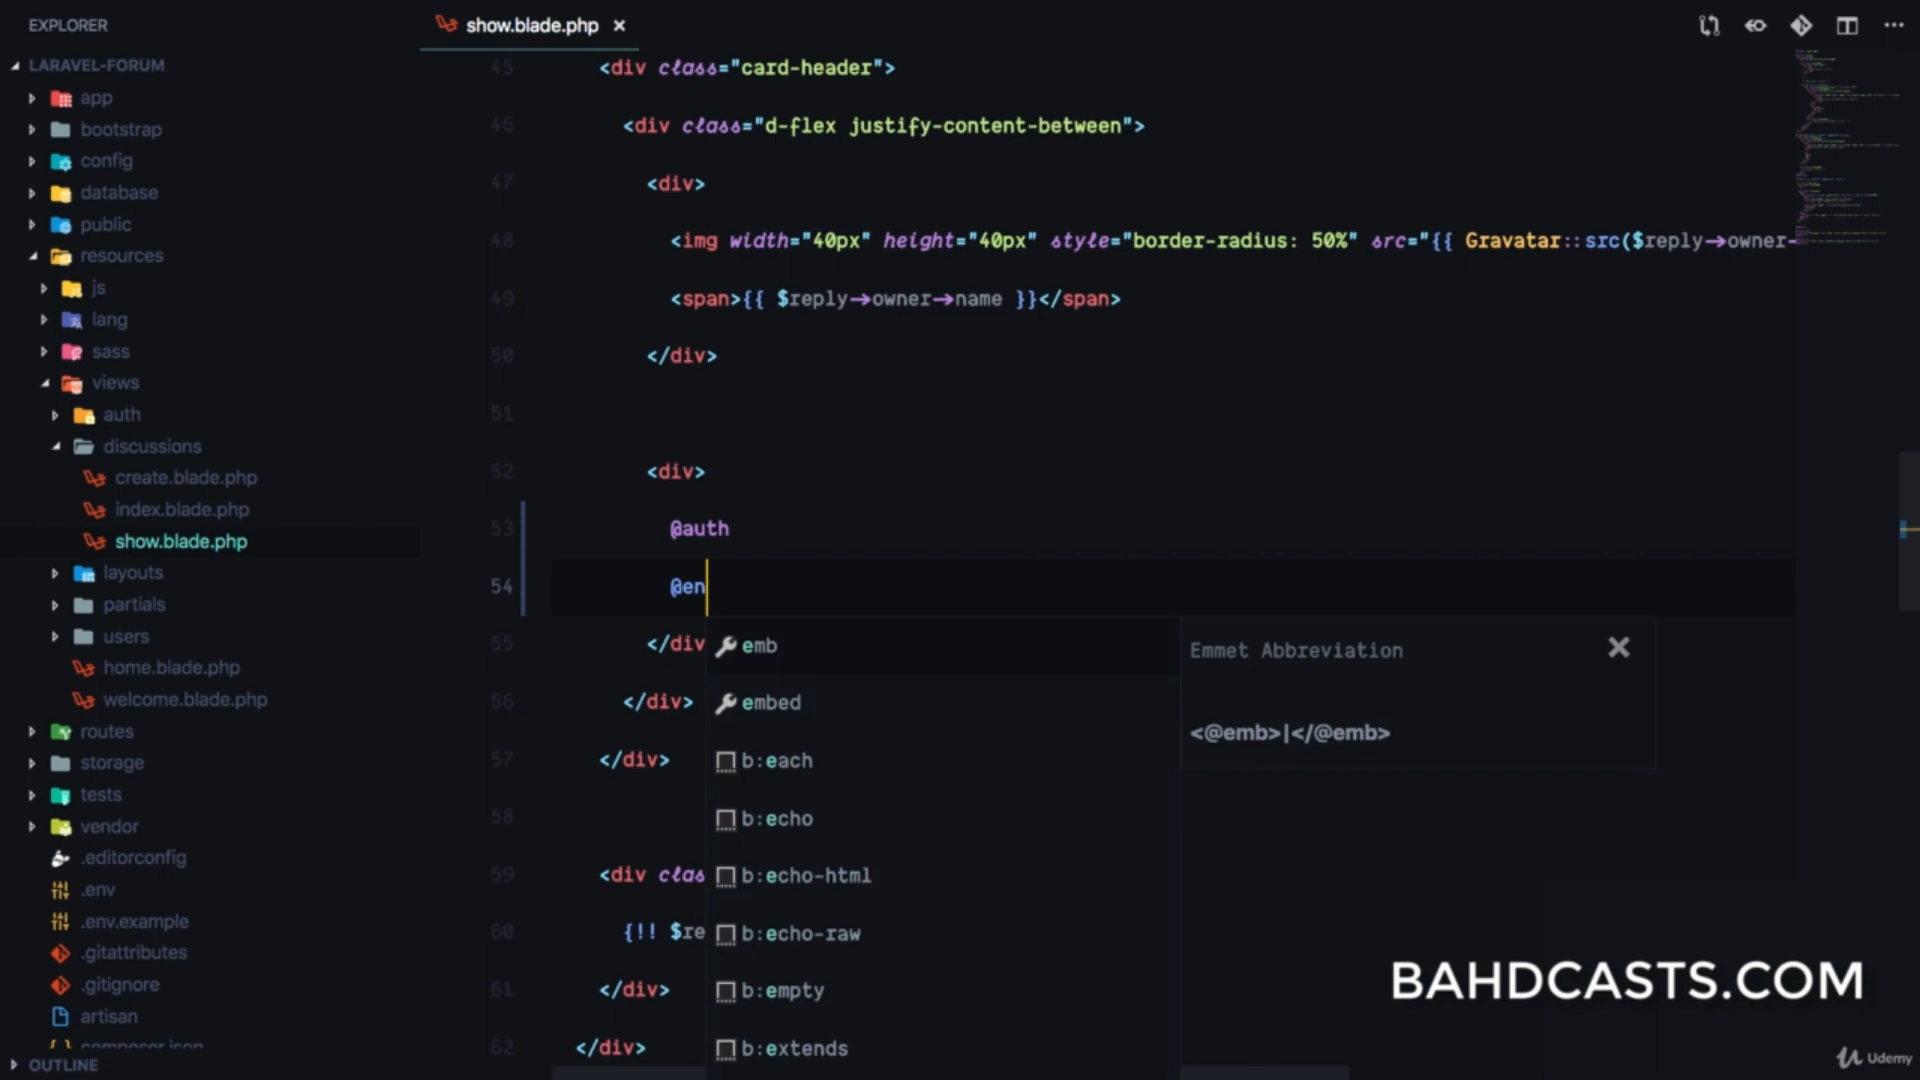 EXPLORER
LARAVEL-FORUM
app
bootstrap
config
database
public
resources
js
lang
sass
views
auth
discussions
create.blade.php
index.blade.php
show.blade.php
layouts
partials
users
home.blade.php
welcome.blade.php
routes
storage
tests
vendor
.editorconfig
.env
.env.example
.gitattributes
.gitignore
artisan
composer.json
OUTLINE
show.blade.php ×
45 <div class="card-header">
46 <div class="d-flex justify-content-between">
47 <div>
48 <img width="40px" height="40px" style="border-radius: 50%" src="{{ Gravatar::src($reply->owner-
49 <span>{{ $reply->owner->name }}</span>
50 </div>
51
52 <div>
53 @auth
54 @en
55 </div
56 </div>
57 </div>
58
59 <div clas
60 {!! $re
61 </div>
62 </div>
emb
embed
b:each
b:echo
b:echo-html
b:echo-raw
b:empty
b:extends
Emmet Abbreviation
<@emb>|</@emb>
BAHDCASTS.COM
Udemy